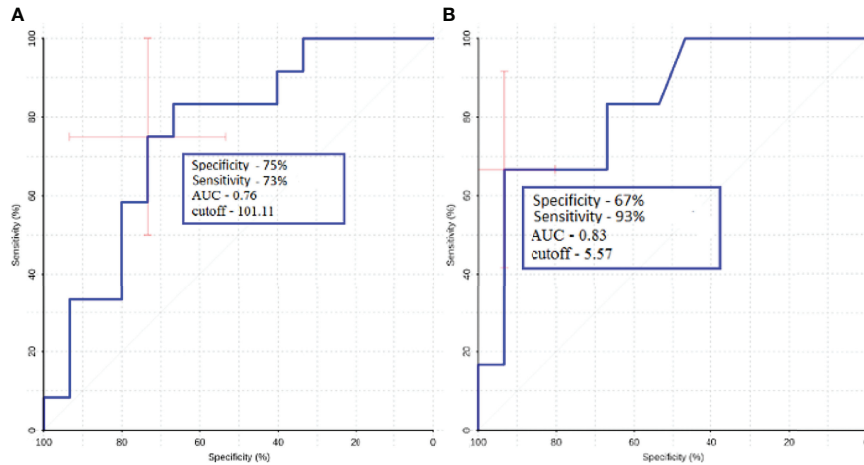 A
100
80
60
40
20
0
Sensitivity (%)
Specificity - 75%
Sensitivity - 73%
AUC - 0.76
cutoff - 101.11
100 80 60 40 20 0
Specificity (%)
B
100
80
60
40
20
0
Sensitivity (%)
Specificity - 67%
Sensitivity - 93%
AUC - 0.83
cutoff - 5.57
100 80 60 40 20 0
Specificity (%)